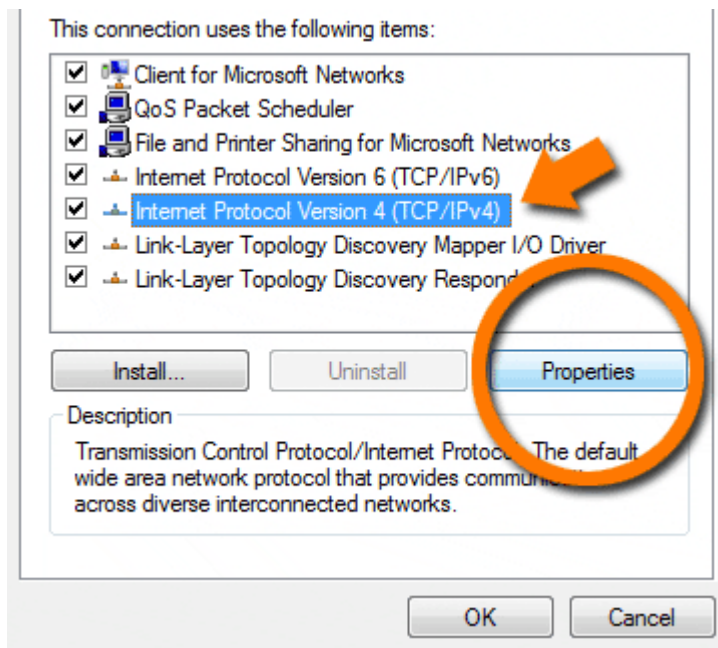 This connection uses the following items:
Client for Microsoft Networks
QoS Packet Scheduler
File and Printer Sharing for Microsoft Networks
Internet Protocol Version 6 (TCP/IPv6)
Internet Protocol Version 4 (TCP/IPv4)
Link-Layer Topology Discovery Mapper I/O Driver
Link-Layer Topology Discovery
Install...
Uninstall
Properties
Description
Transmission Control Protocol/Internet Protocol. The default
wide area network protocol that provides
across diverse interconnected networks.
OK
Cancel